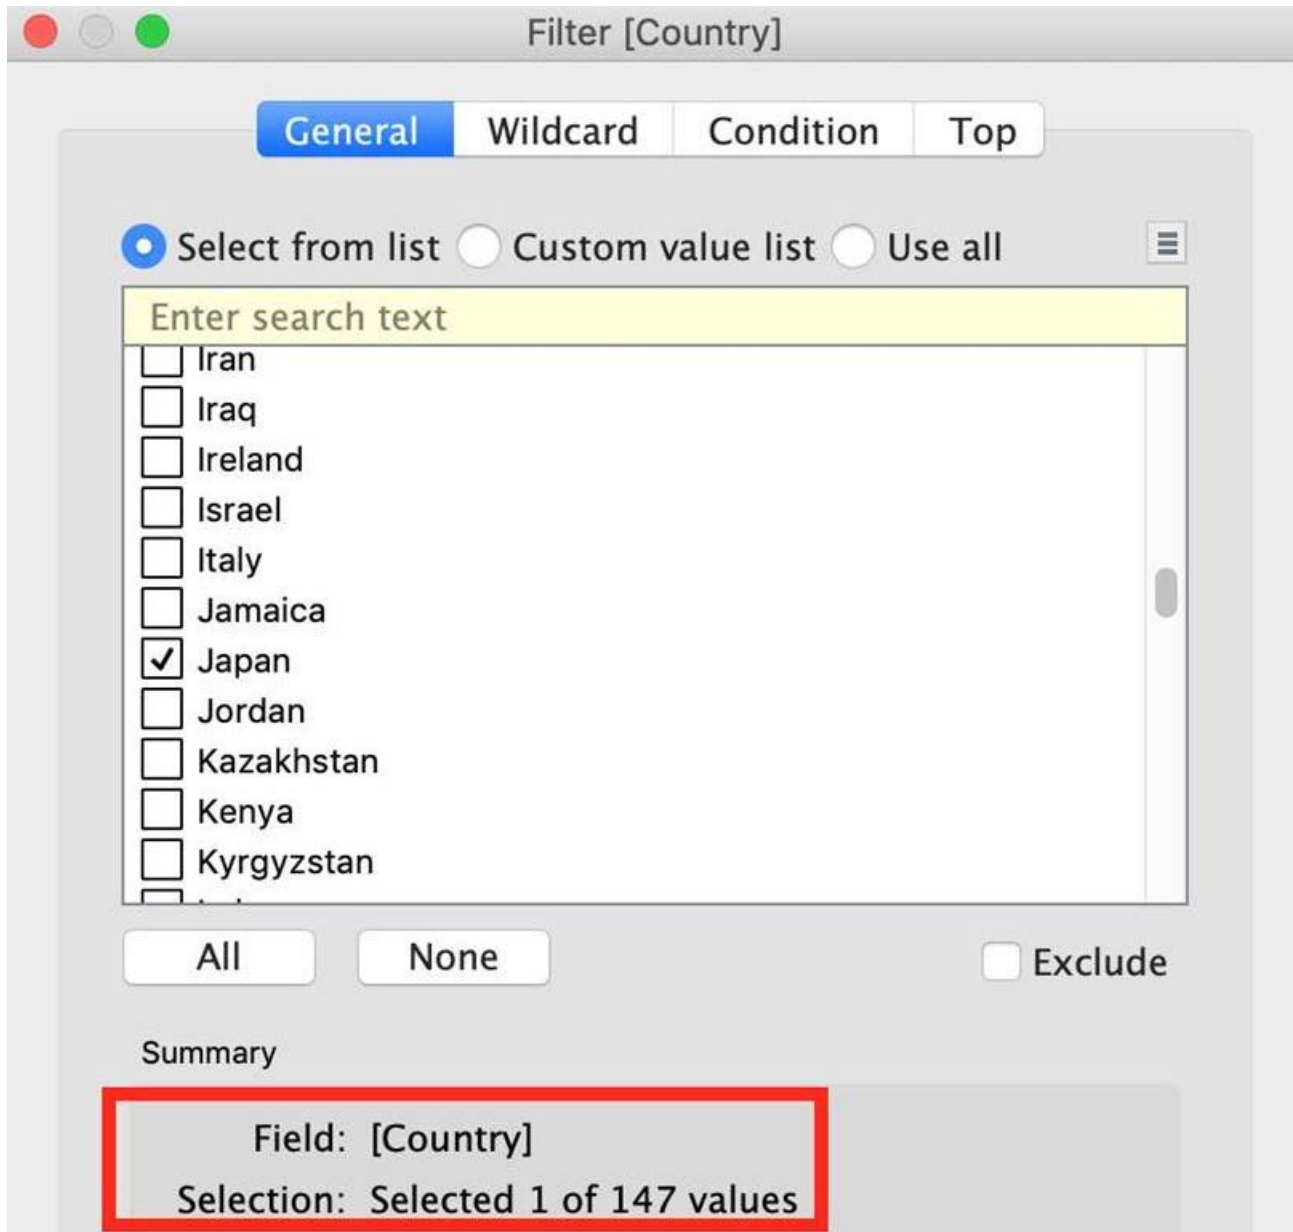 Filter [Country]
General Wildcard Condition Top
Select from list Custom value list Use all
Enter search text
Iran
Iraq
Ireland
Israel
Italy
Jamaica
Japan
Jordan
Kazakhstan
Kenya
Kyrgyzstan
All None Exclude
Summary
Field: [Country]
Selection: Selected 1 of 147 values